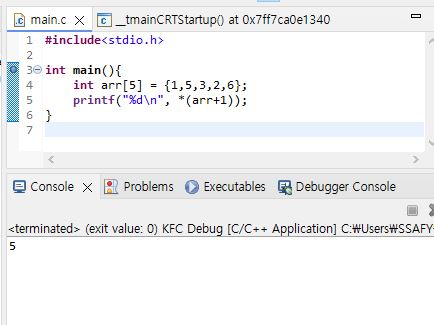 main.c __tmainCRTStartup() at 0x7ff7ca0e1340
1 #include<stdio.h>
2
3 int main(){
4 int arr[5] = {1,5,3,2,6};
5 printf("%d\n", *(arr+1));
6 }
7
Console Problems Executables Debugger Console
<terminated> (exit value: 0) KFC Debug [C/C++ Application] C:₩Users₩SSAFY
5